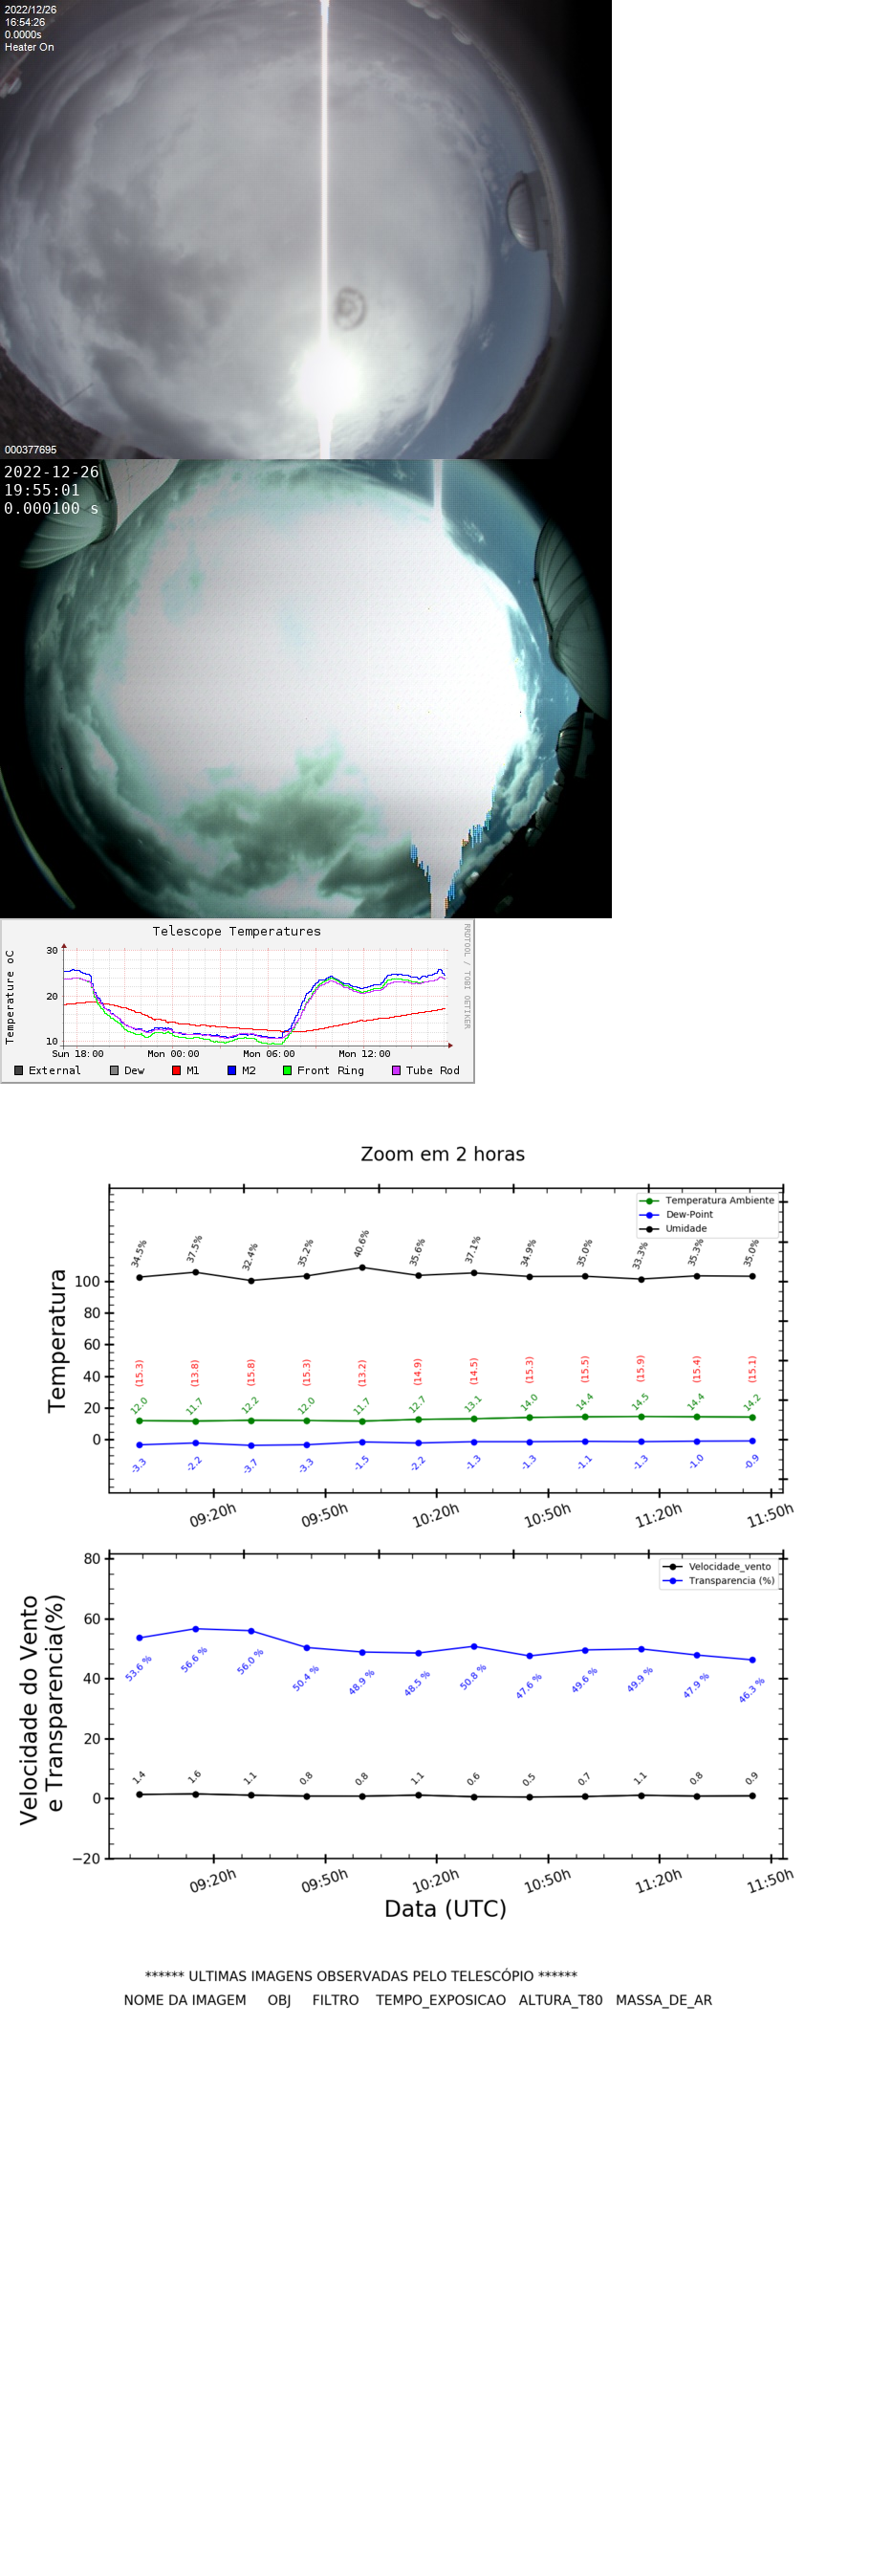 2022/12/26
16:54:26
0.0000s
Heater On
000377695
2022-12-26
19:55:01
0.000100 s
Telescope Temperatures
RRDTOOL / TOBI OETIKER
Temperature oC
30
20
10
Sun 18:00 Mon 00:00 Mon 06:00 Mon 12:00
External Dew M1 M2 Front Ring Tube Rod
Zoom em 2 horas
Temperatura Ambiente
Dew-Point
Umidade
34.5% 37.5% 32.4% 35.2% 40.6% 35.6% 37.1% 34.9% 35.0% 33.3% 35.3% 35.0%
Temperatura
100
80
60
40
20
0
(15.3) (13.8) (15.8) (15.3) (13.2) (14.9) (14.5) (15.3) (15.5) (15.9) (15.4) (15.1)
12.0 11.7 12.2 12.0 11.7 12.7 13.1 14.0 14.4 14.5 14.4 14.2
-3.3 -2.2 -3.7 -3.3 -1.5 -2.2 -1.3 -1.3 -1.1 -1.3 -1.0 -0.9
09:20h 09:50h 10:20h 10:50h 11:20h 11:50h
Velocidade_vento
Transparencia (%)
Velocidade do Vento
e Transparencia(%)
80
60
40
20
0
−20
53.6 % 56.6 % 56.0 % 50.4 % 48.9 % 48.5 % 50.8 % 47.6 % 49.6 % 49.9 % 47.9 % 46.3 %
1.4 1.6 1.1 0.8 0.8 1.1 0.6 0.5 0.7 1.1 0.8 0.9
09:20h 09:50h 10:20h 10:50h 11:20h 11:50h
Data (UTC)
****** ULTIMAS IMAGENS OBSERVADAS PELO TELESCÓPIO ******
NOME DA IMAGEM OBJ FILTRO TEMPO_EXPOSICAO ALTURA_T80 MASSA_DE_AR